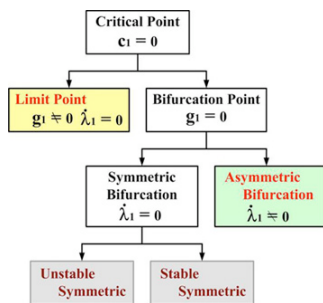 Critical Point
c₁ = 0
Limit Point
g₁ ≒ 0 λ̇₁ = 0
Bifurcation Point
g₁ = 0
Symmetric
Bifurcation
λ̇₁ = 0
Asymmetric
Bifurcation
λ̇₁ ≒ 0
Unstable
Symmetric
Stable
Symmetric